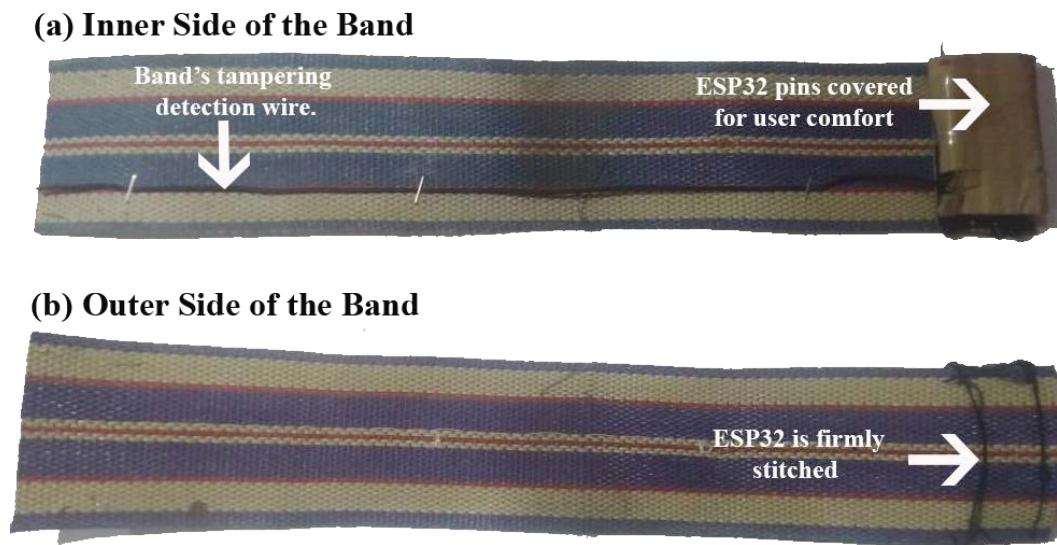 (a) Inner Side of the Band
Band's tampering
detection wire.
ESP32 pins covered
for user comfort
(b) Outer Side of the Band
ESP32 is firmly
stitched